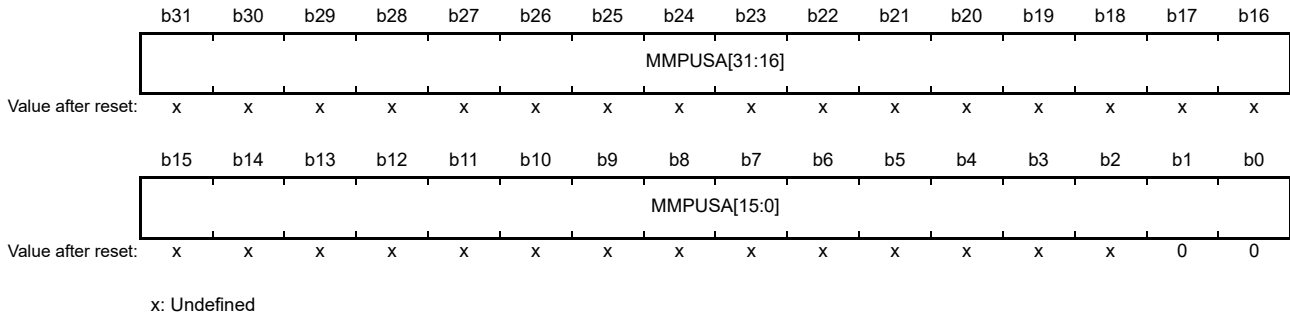 b31 b30 b29 b28 b27 b26 b25 b24 b23 b22 b21 b20 b19 b18 b17 b16
MMPUSA[31:16]
Value after reset: x x x x x x x x x x x x x x x x
b15 b14 b13 b12 b11 b10 b9 b8 b7 b6 b5 b4 b3 b2 b1 b0
MMPUSA[15:0]
Value after reset: x x x x x x x x x x x x x x 0 0
x: Undefined